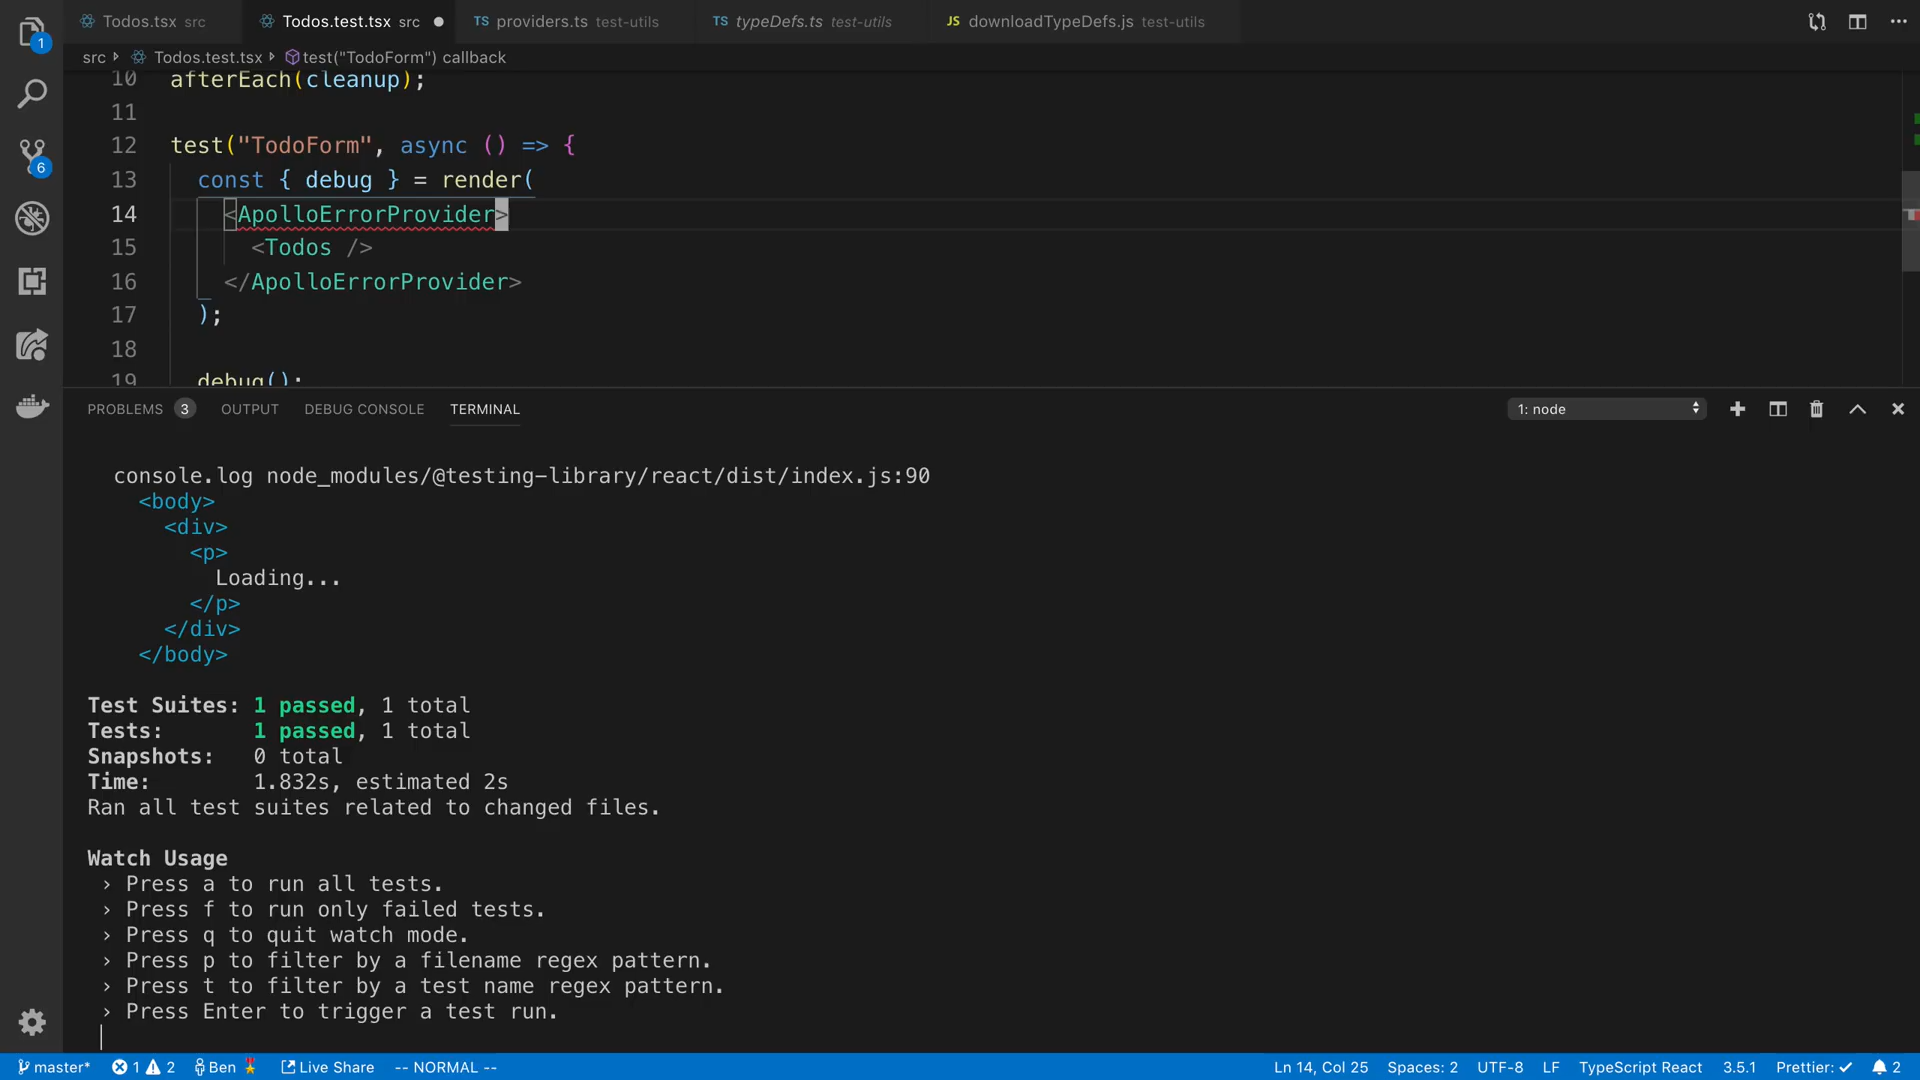 Todos.tsx src
Todos.test.tsx src
TS providers.ts test-utils
TS typeDefs.ts test-utils
JS downloadTypeDefs.js test-utils
1
src Todos.test.tsx test("TodoForm") callback
10 afterEach(cleanup);
11
12 test("TodoForm", async () => {
13 const { debug } = render(
14 <ApolloErrorProvider>
15 <Todos />
16 </ApolloErrorProvider>
17 );
18
19 debug();
6
PROBLEMS 3 OUTPUT DEBUG CONSOLE TERMINAL 1: node
console.log node_modules/@testing-library/react/dist/index.js:90
<body>
<div>
<p>
Loading...
</p>
</div>
</body>
Test Suites: 1 passed, 1 total
Tests: 1 passed, 1 total
Snapshots: 0 total
Time: 1.832s, estimated 2s
Ran all test suites related to changed files.
Watch Usage
› Press a to run all tests.
› Press f to run only failed tests.
› Press q to quit watch mode.
› Press p to filter by a filename regex pattern.
› Press t to filter by a test name regex pattern.
› Press Enter to trigger a test run.
master* 1 2 Ben Live Share -- NORMAL -- Ln 14, Col 25 Spaces: 2 UTF-8 LF TypeScript React 3.5.1 Prettier: ✓ 2